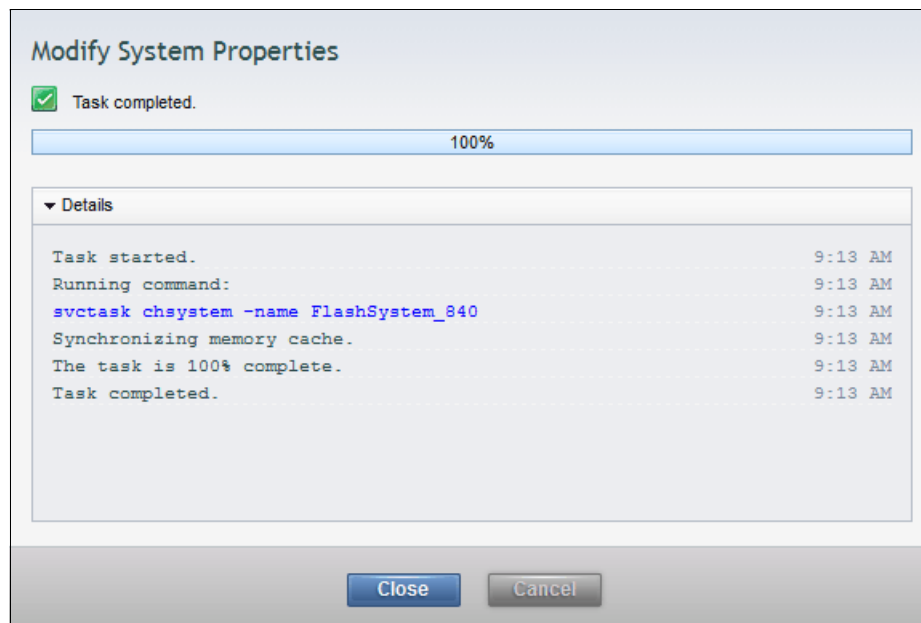 Modify System Properties
Task completed.
100%
Details
Task started. 9:13 AM
Running command: 9:13 AM
svctask chsystem -name FlashSystem_840 9:13 AM
Synchronizing memory cache. 9:13 AM
The task is 100% complete. 9:13 AM
Task completed. 9:13 AM
Close Cancel